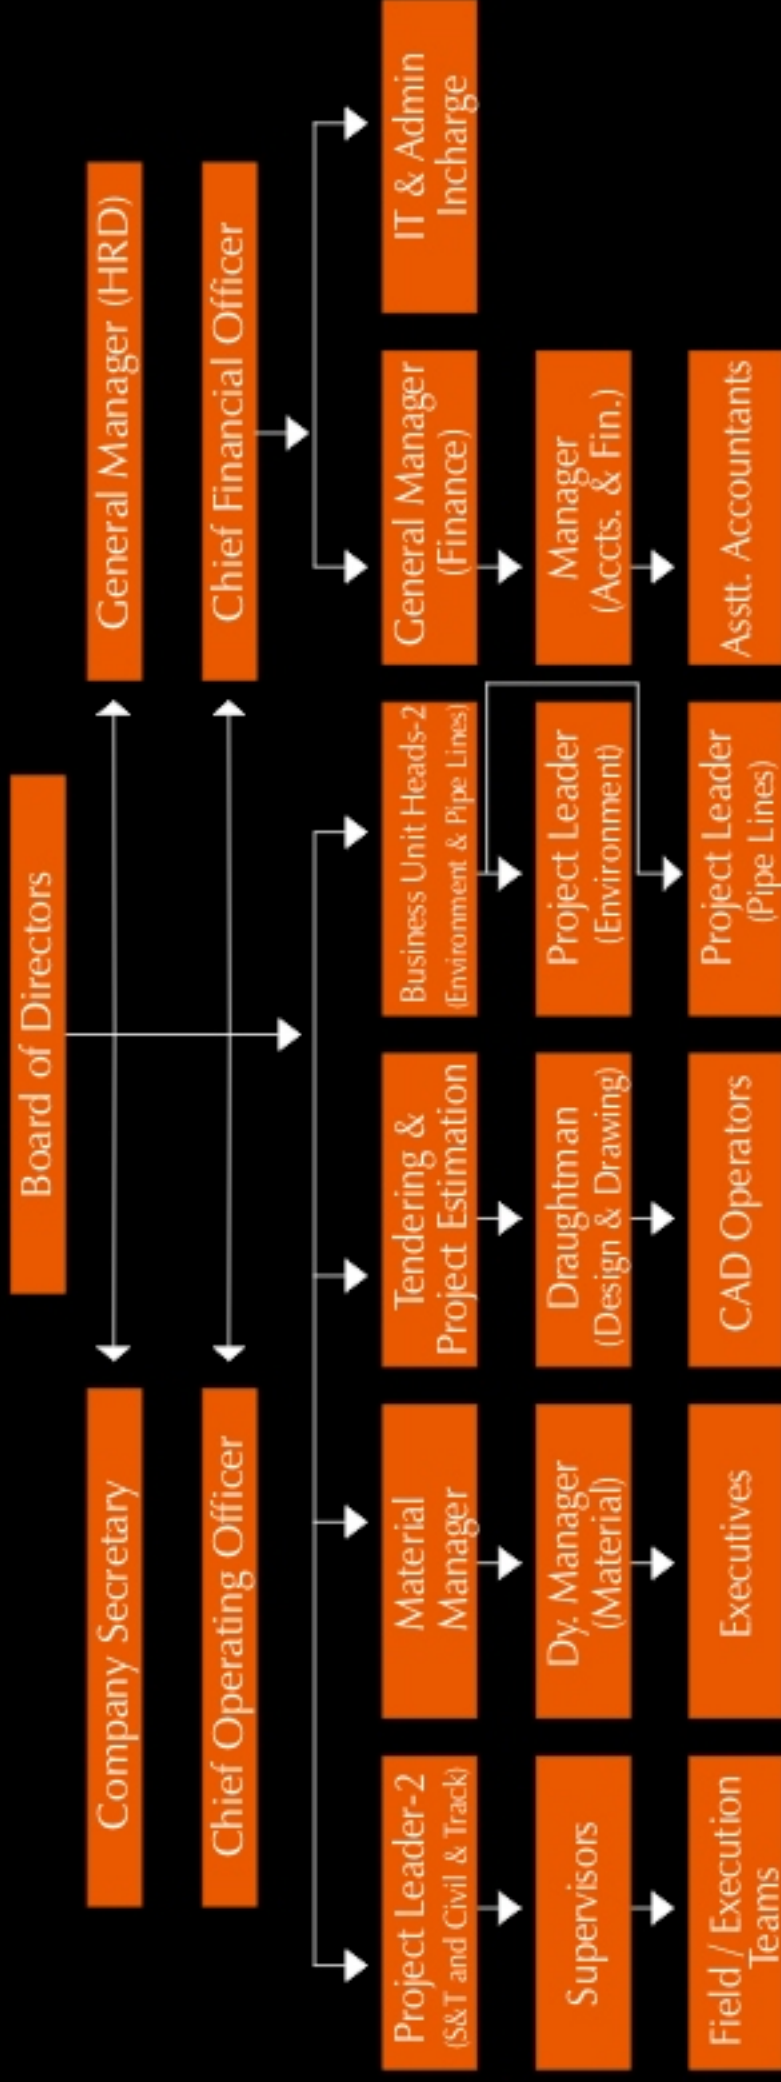 Board of Directors
Company Secretary
General Manager (HRD)
Chief Operating Officer
Chief Financial Officer
Project Leader-2
(S&T and Civil & Track)
Material
Manager
Tendering &
Project Estimation
Business Unit Heads-2
(Environment & Pipe Lines)
General Manager
(Finance)
IT & Admin
Incharge
Supervisors
Dy. Manager
(Material)
Draughtman
(Design & Drawing)
Project Leader
(Environment)
Manager
(Accts. & Fin.)
Field / Execution
Teams
Executives
CAD Operators
Project Leader
(Pipe Lines)
Asstt. Accountants